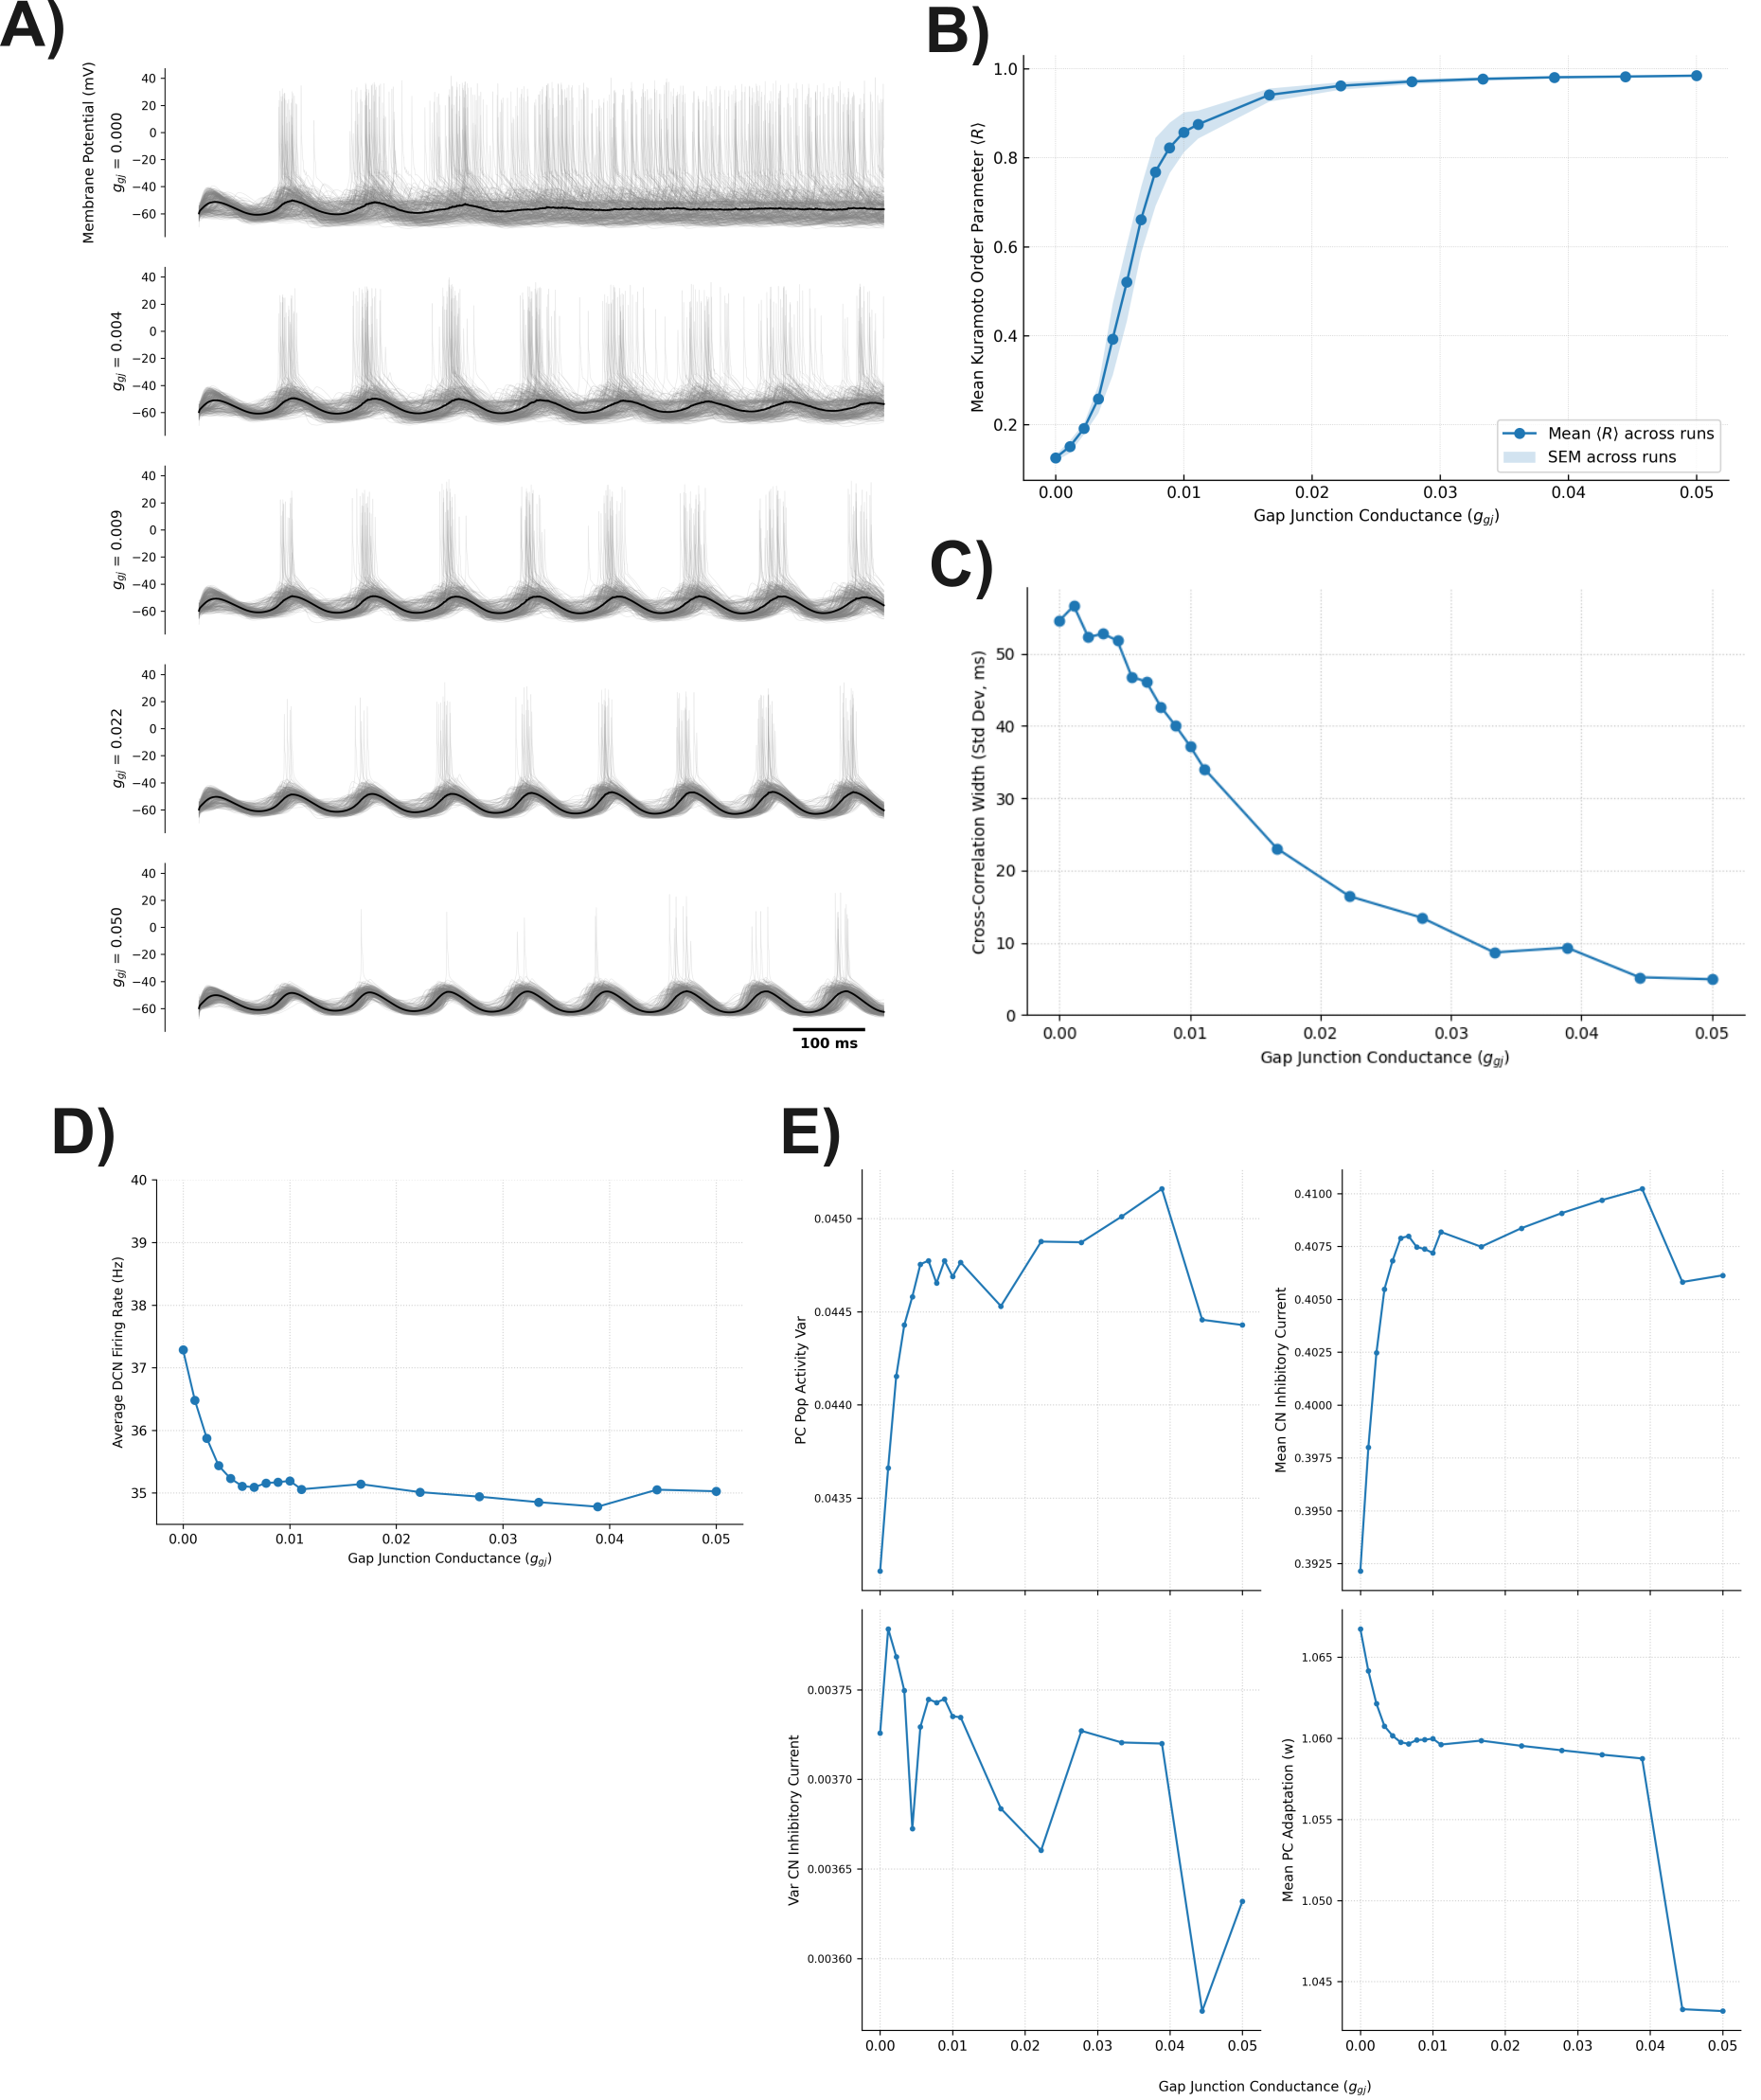 A)
Membrane Potential (mV)
g_gj = 0.000
40
20
0
−20
−40
−60
g_gj = 0.004
40
20
0
−20
−40
−60
g_gj = 0.009
40
20
0
−20
−40
−60
g_gj = 0.022
40
20
0
−20
−40
−60
g_gj = 0.050
40
20
0
−20
−40
−60
100 ms
B)
Mean Kuramoto Order Parameter ⟨R⟩
1.0
0.8
0.6
0.4
0.2
Mean ⟨R⟩ across runs
SEM across runs
0.00 0.01 0.02 0.03 0.04 0.05
Gap Junction Conductance (g_gj)
C)
Cross-Correlation Width (Std Dev, ms)
50
40
30
20
10
0
0.00 0.01 0.02 0.03 0.04 0.05
Gap Junction Conductance (g_gj)
D)
Average DCN Firing Rate (Hz)
40
39
38
37
36
35
0.00 0.01 0.02 0.03 0.04 0.05
Gap Junction Conductance (g_gj)
E)
PC Pop Activity Var
0.0450
0.0445
0.0440
0.0435
Mean CN Inhibitory Current
0.4100
0.4075
0.4050
0.4025
0.4000
0.3975
0.3950
0.3925
Var CN Inhibitory Current
0.00375
0.00370
0.00365
0.00360
0.00 0.01 0.02 0.03 0.04 0.05
Mean PC Adaptation (w)
1.065
1.060
1.055
1.050
1.045
0.00 0.01 0.02 0.03 0.04 0.05
Gap Junction Conductance (g_gj)